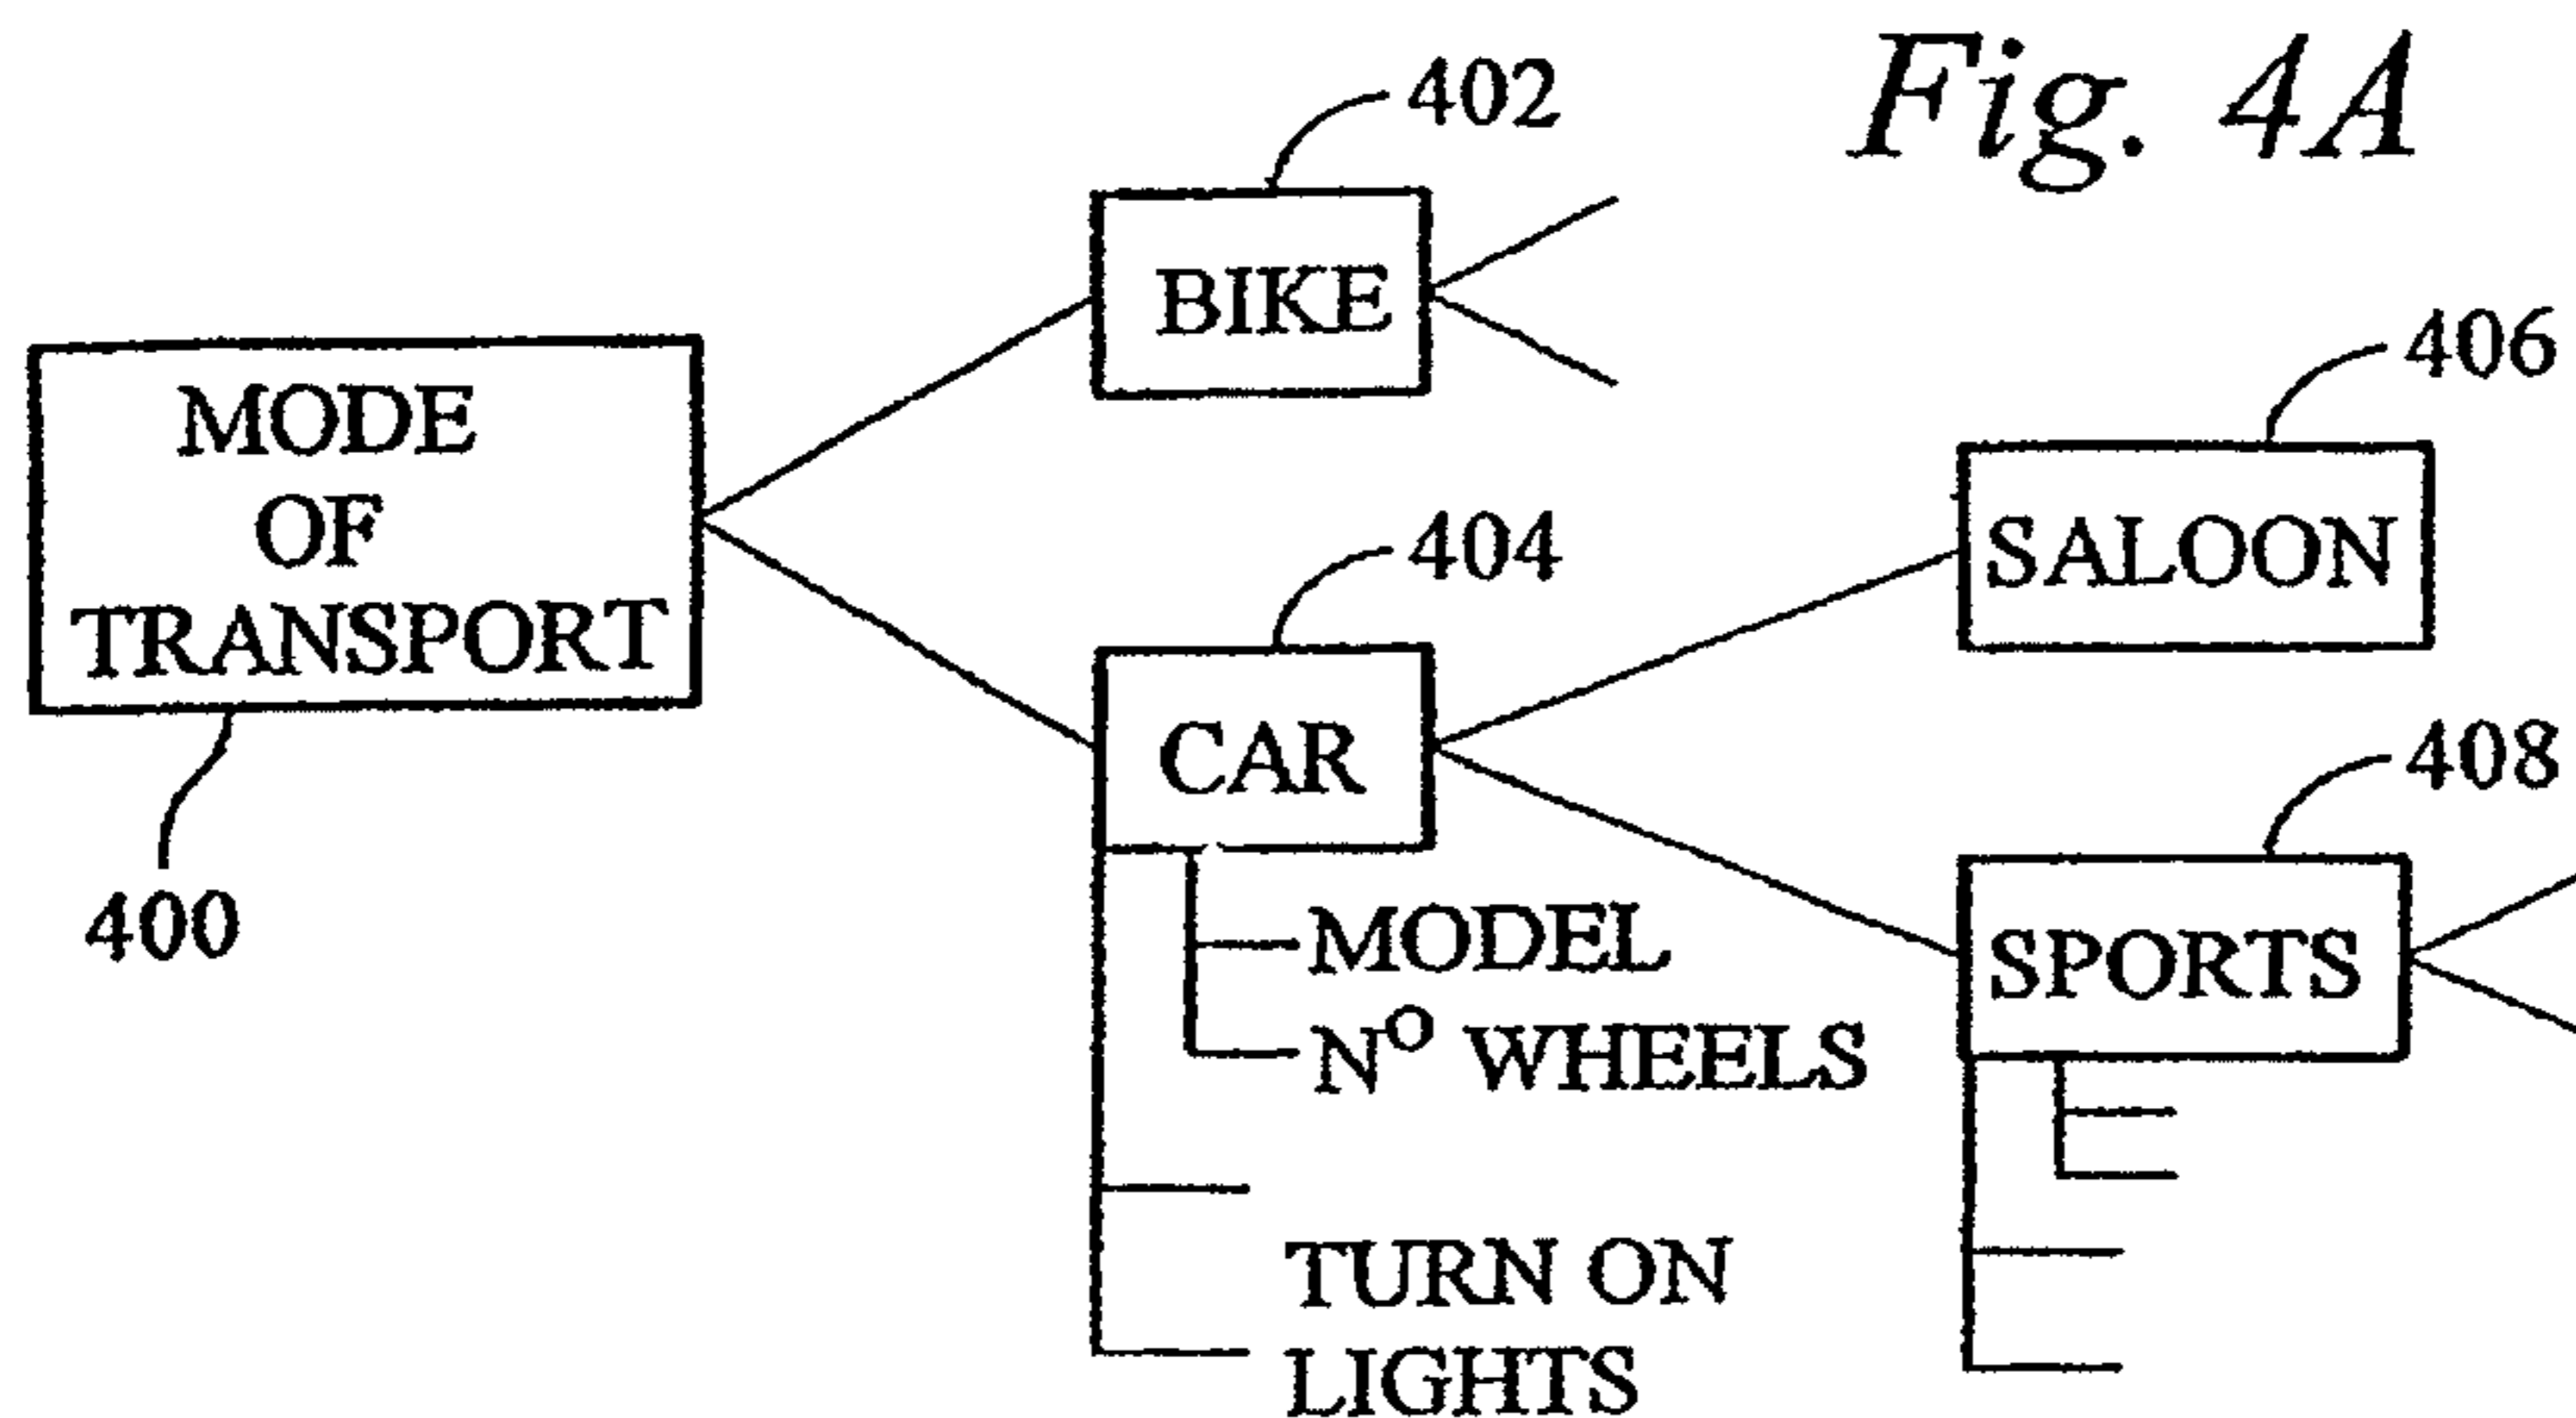 Fig. 4A
402
BIKE
MODE
OF
TRANSPORT
400
406
SALOON
404
CAR
408
SPORTS
MODEL
Nº WHEELS
TURN ON
LIGHTS